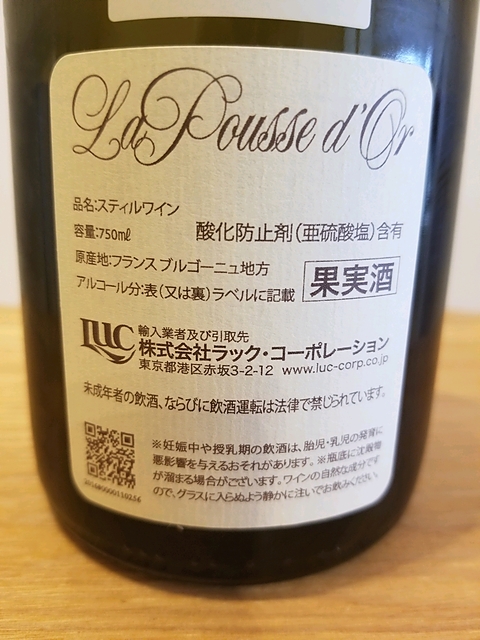 La Pousse d'Or
品名:スティルワイン
容量:750㎖ 酸化防止剤(亜硫酸塩)含有
原産地:フランス ブルゴーニュ地方
アルコール分:表(又は裏)ラベルに記載 果実酒
LUC 輸入業者及び引取先
株式会社ラック・コーポレーション
東京都港区赤坂3-2-12 www.luc-corp.co.jp
未成年者の飲酒、ならびに飲酒運転は法律で禁じられています。
※妊娠中や授乳期の飲酒は、胎児・乳児の発育に
悪影響を与えるおそれがあります。※瓶底に沈殿物
が溜まる場合がございます。ワインの自然な成分です
ので、グラスに入らぬよう静かに注いでお飲みください。